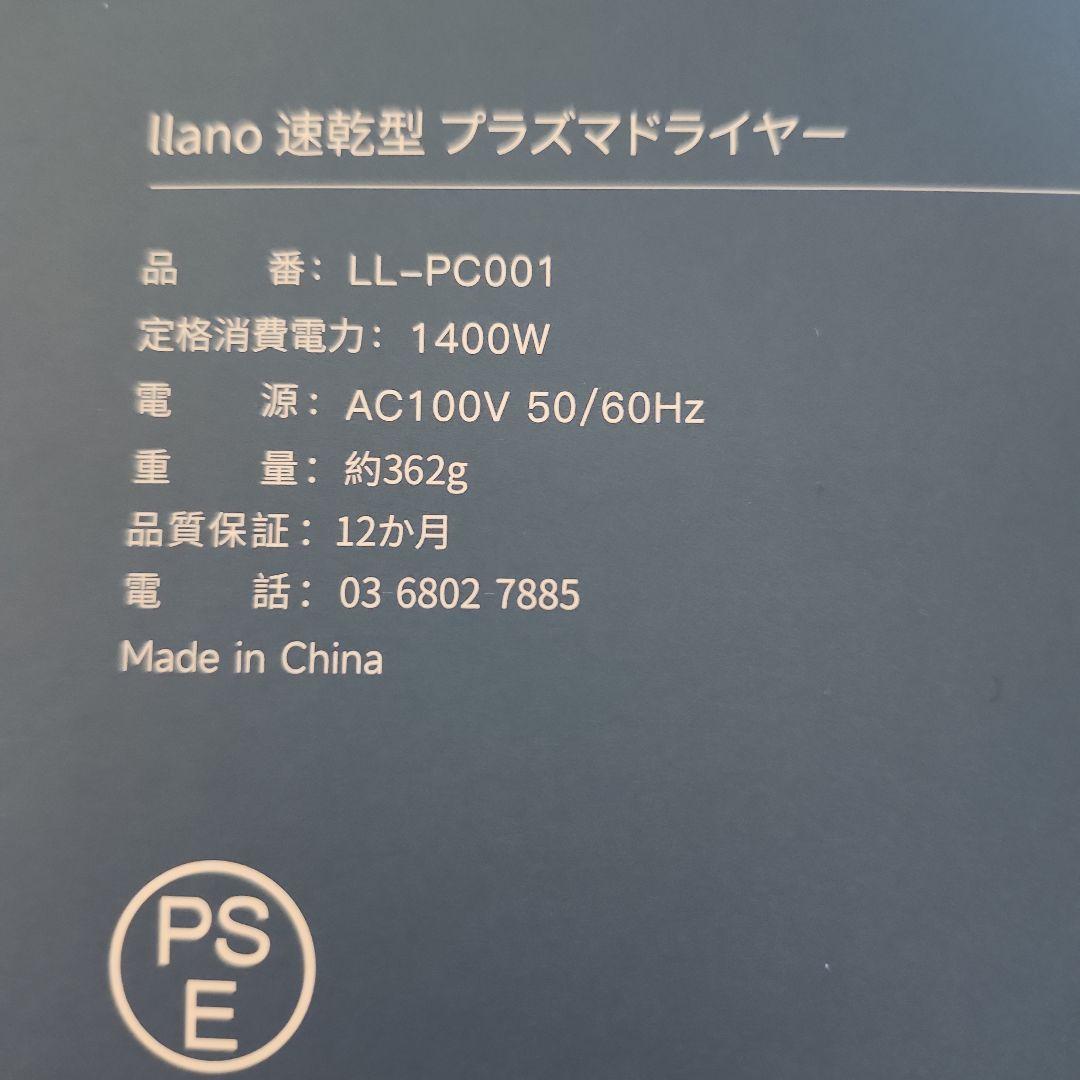 llano 速乾型 プラズマドライヤー
品 番: LL-PC001
定格消費電力: 1400W
電 源: AC100V 50/60Hz
重 量: 約362g
品質保証: 12か月
電 話: 03-6802-7885
Made in China
PS
E